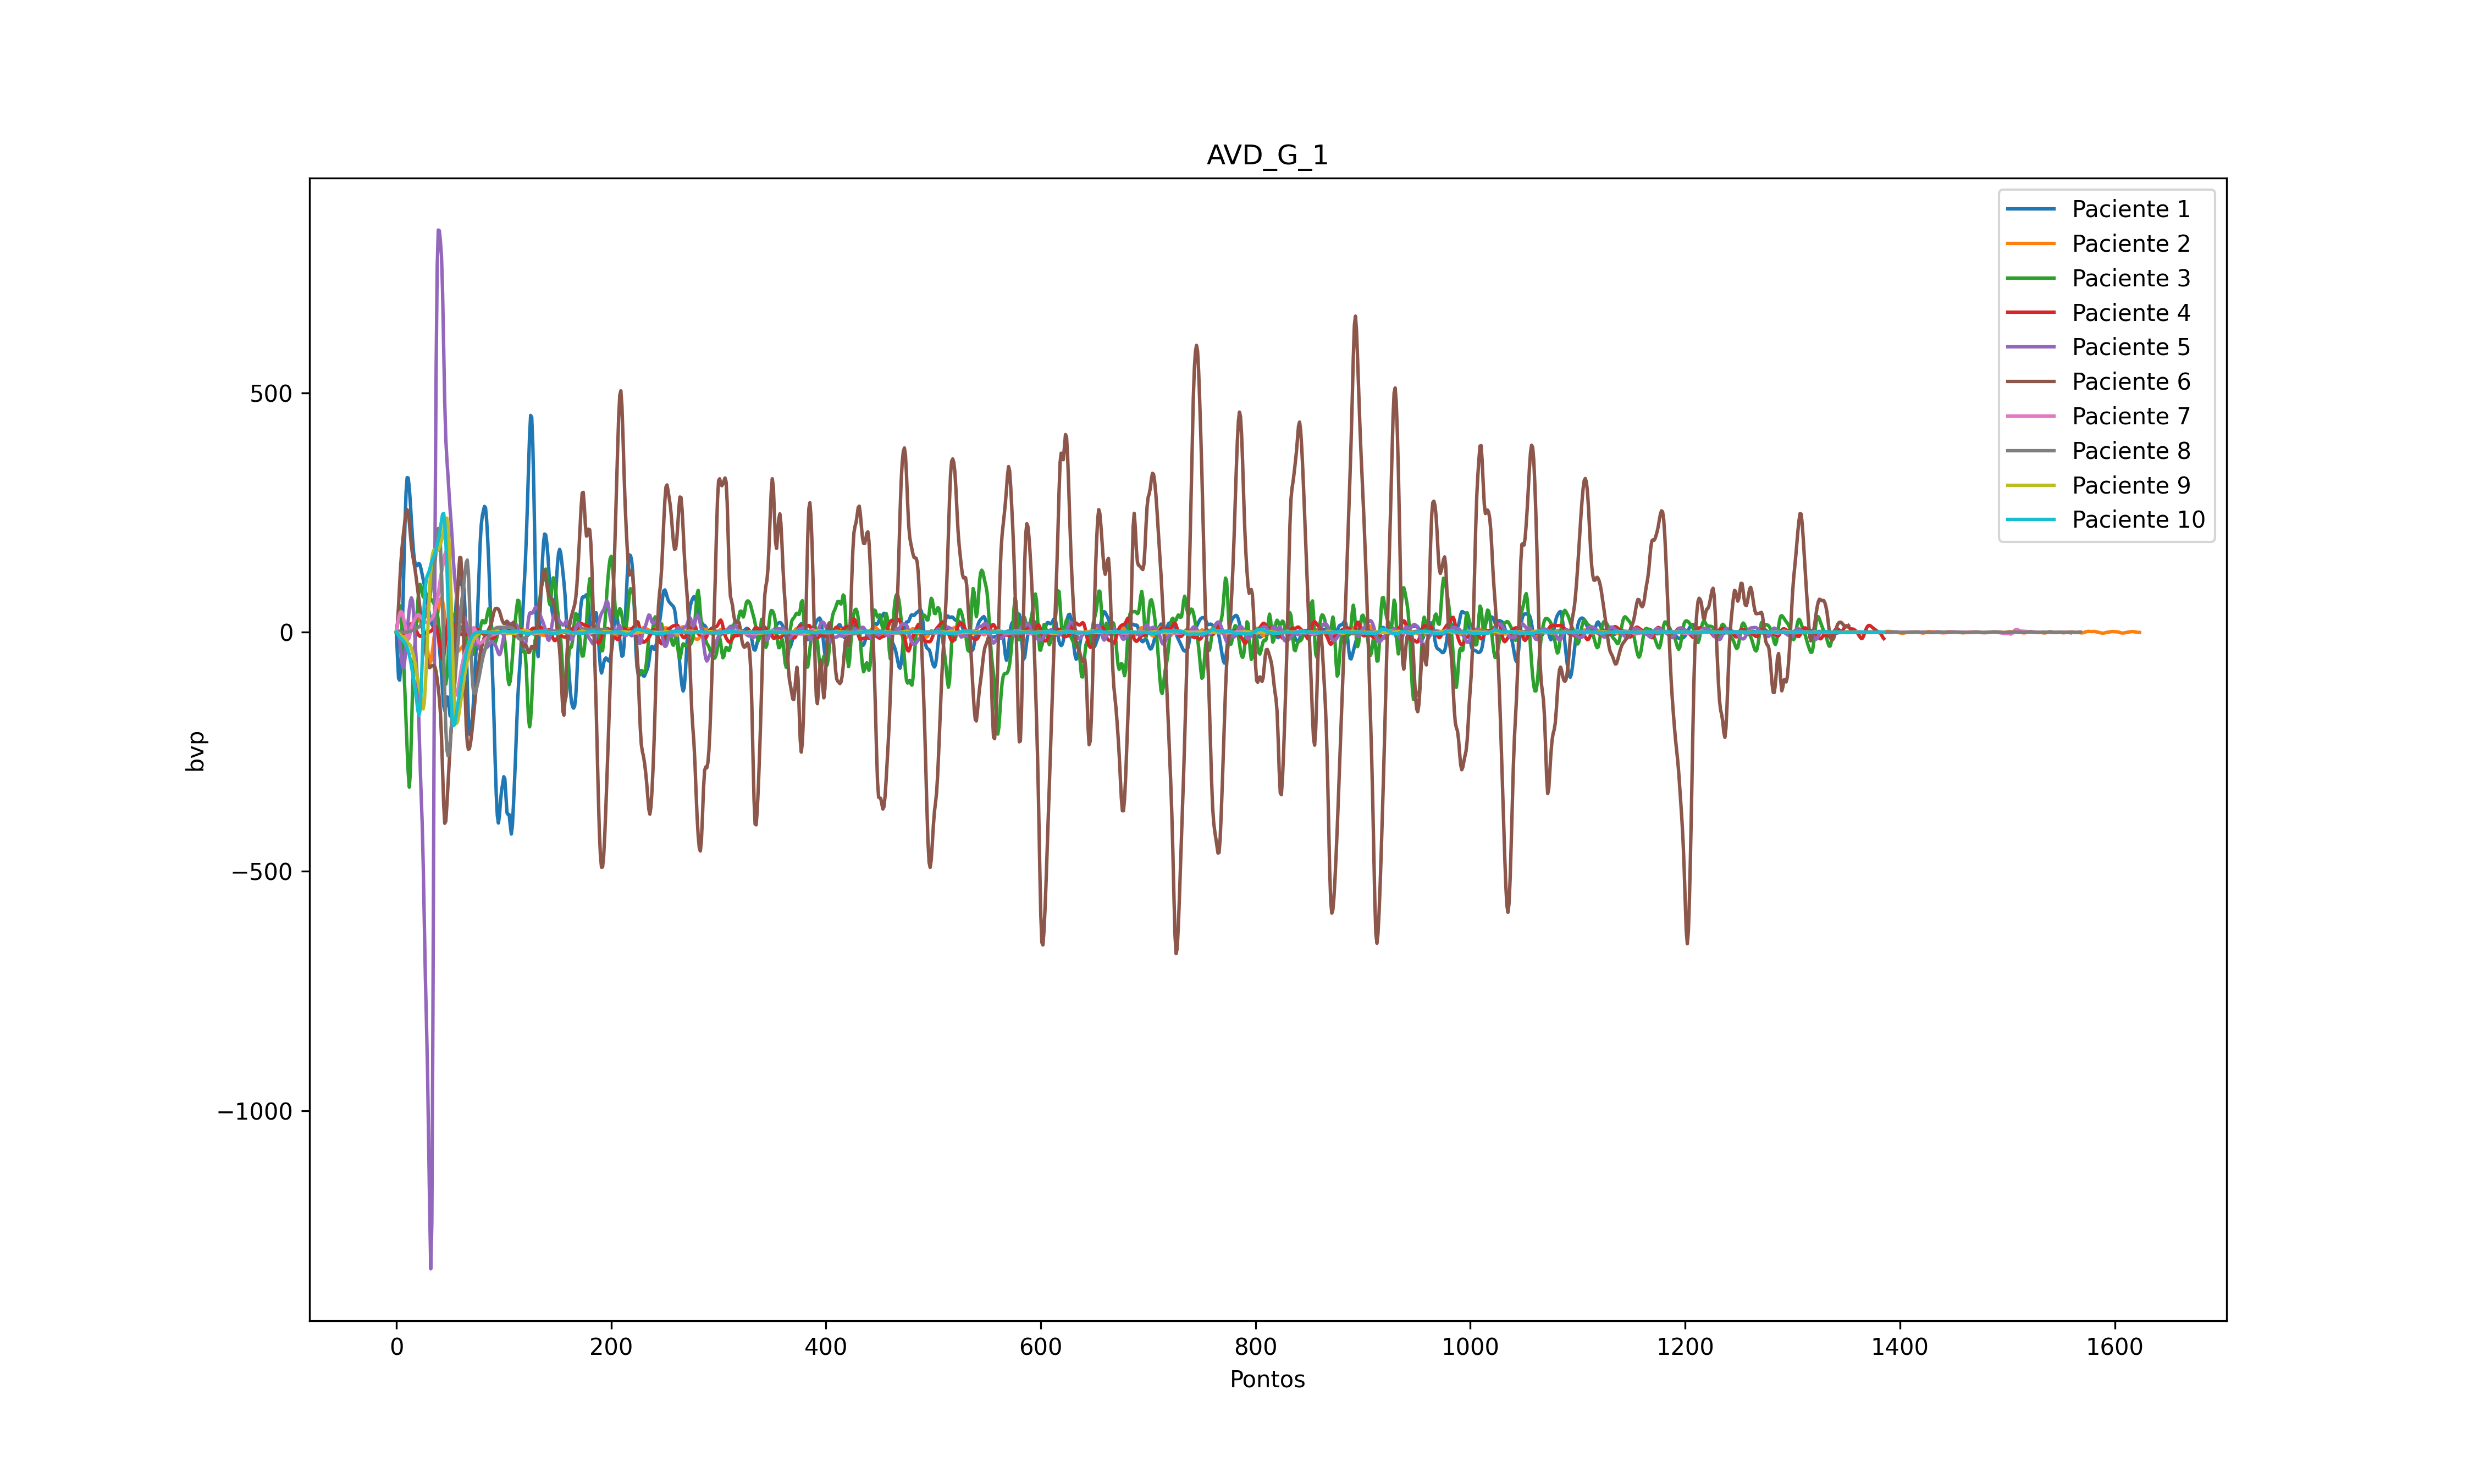 AVD_G_1
Paciente 1
Paciente 2
Paciente 3
Paciente 4
Paciente 5
Paciente 6
Paciente 7
Paciente 8
Paciente 9
Paciente 10
500
0
−500
−1000
bvp
0 200 400 600 800 1000 1200 1400 1600
Pontos